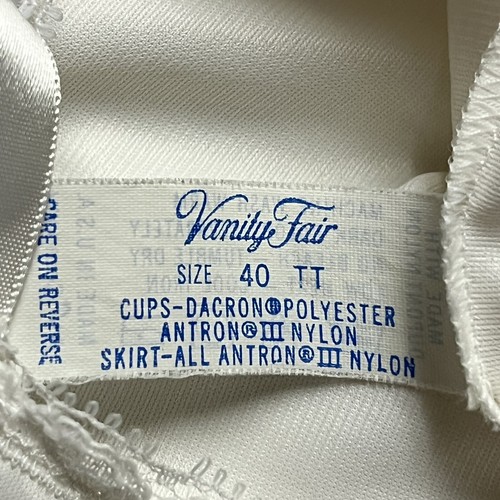 Vanity Fair
SIZE 40 TT
CUPS-DACRON®POLYESTER
ANTRON®III NYLON
SKIRT-ALL ANTRON®III NYLON
CARE ON REVERSE